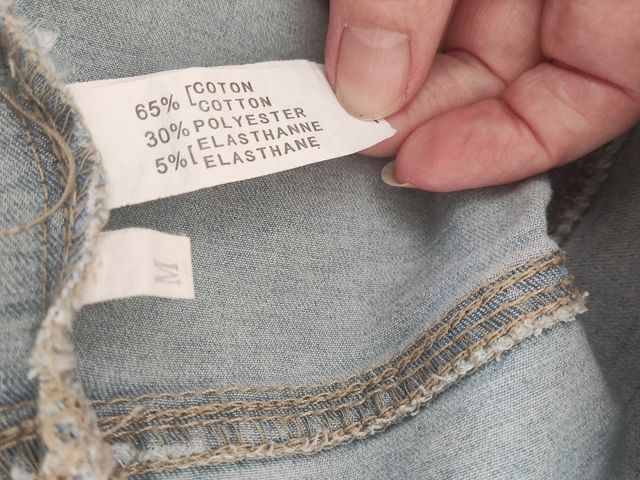 65% [COTON
COTTON
30% POLYESTER
5% [ELASTHANNE
ELASTHANE
M